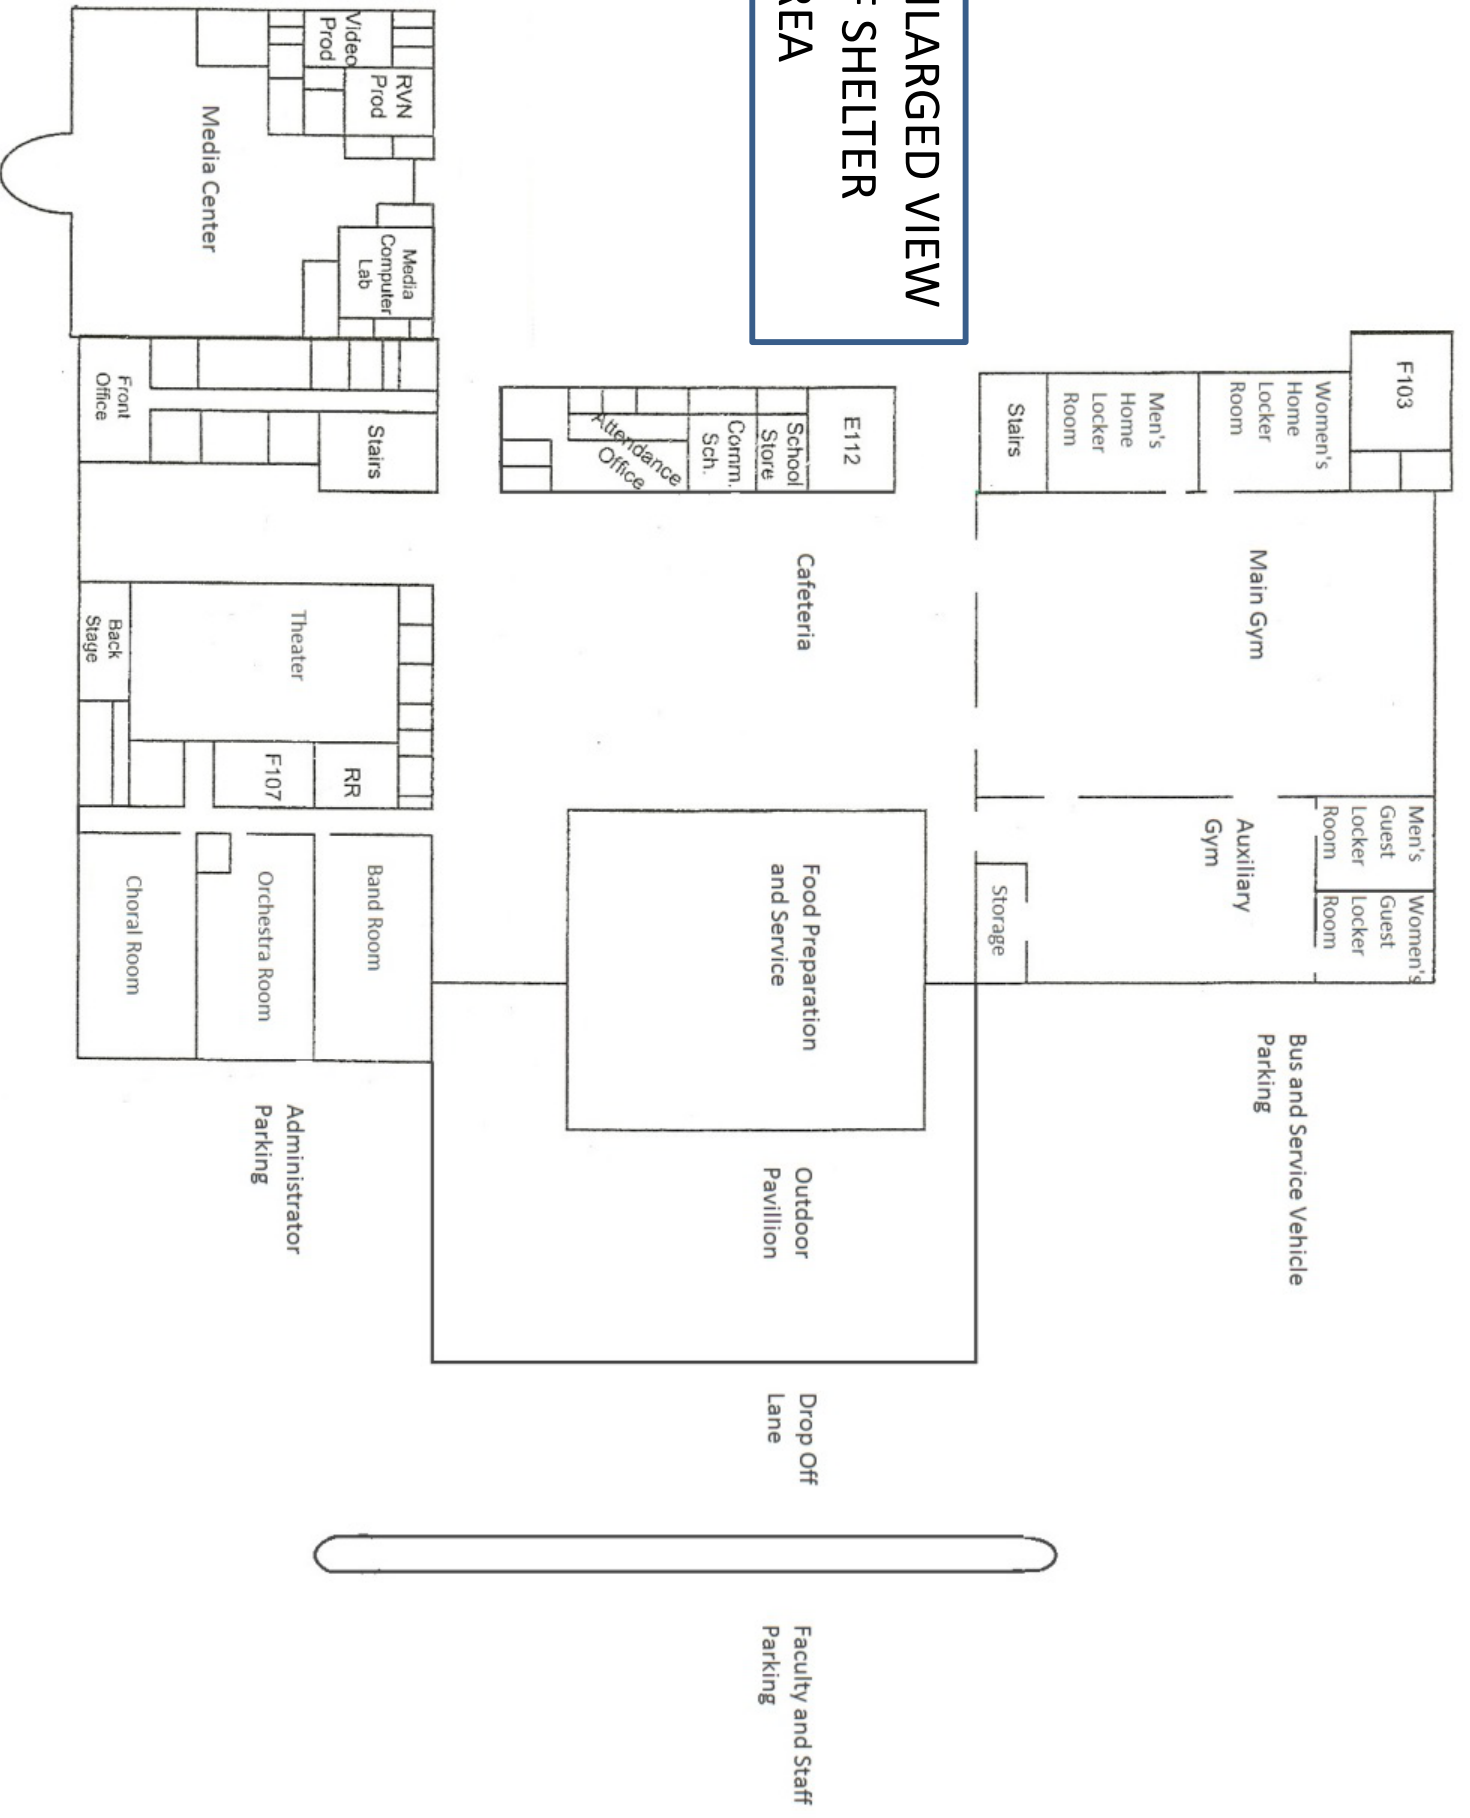 F103
Women's
Home
Locker
Room
Men's
Home
Locker
Room
Stairs
Main Gym
Men's
Guest
Locker
Room
Women's
Guest
Locker
Room
Auxiliary
Gym
Storage
Bus and Service Vehicle
Parking
NLARGED VIEW
F SHELTER
REA
E112
School
Store
Comm.
Sch.
Attendance
Office
Cafeteria
Food Preparation
and Service
Outdoor
Pavillion
Drop Off
Lane
Faculty and Staff
Parking
Video
Prod
RVN
Prod
Media
Computer
Lab
Media Center
Stairs
Front
Office
Theater
Back
Stage
RR
F107
Band Room
Orchestra Room
Choral Room
Administrator
Parking